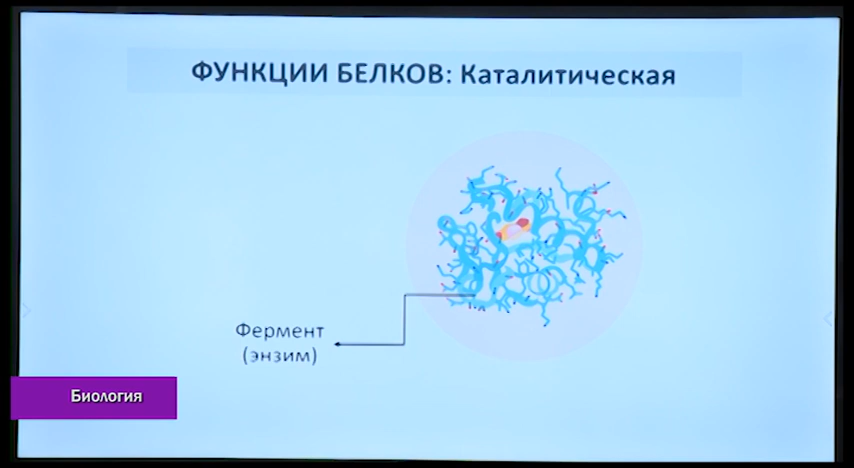 ФУНКЦИИ БЕЛКОВ: Каталитическая
Фермент
(энзим)
Биология